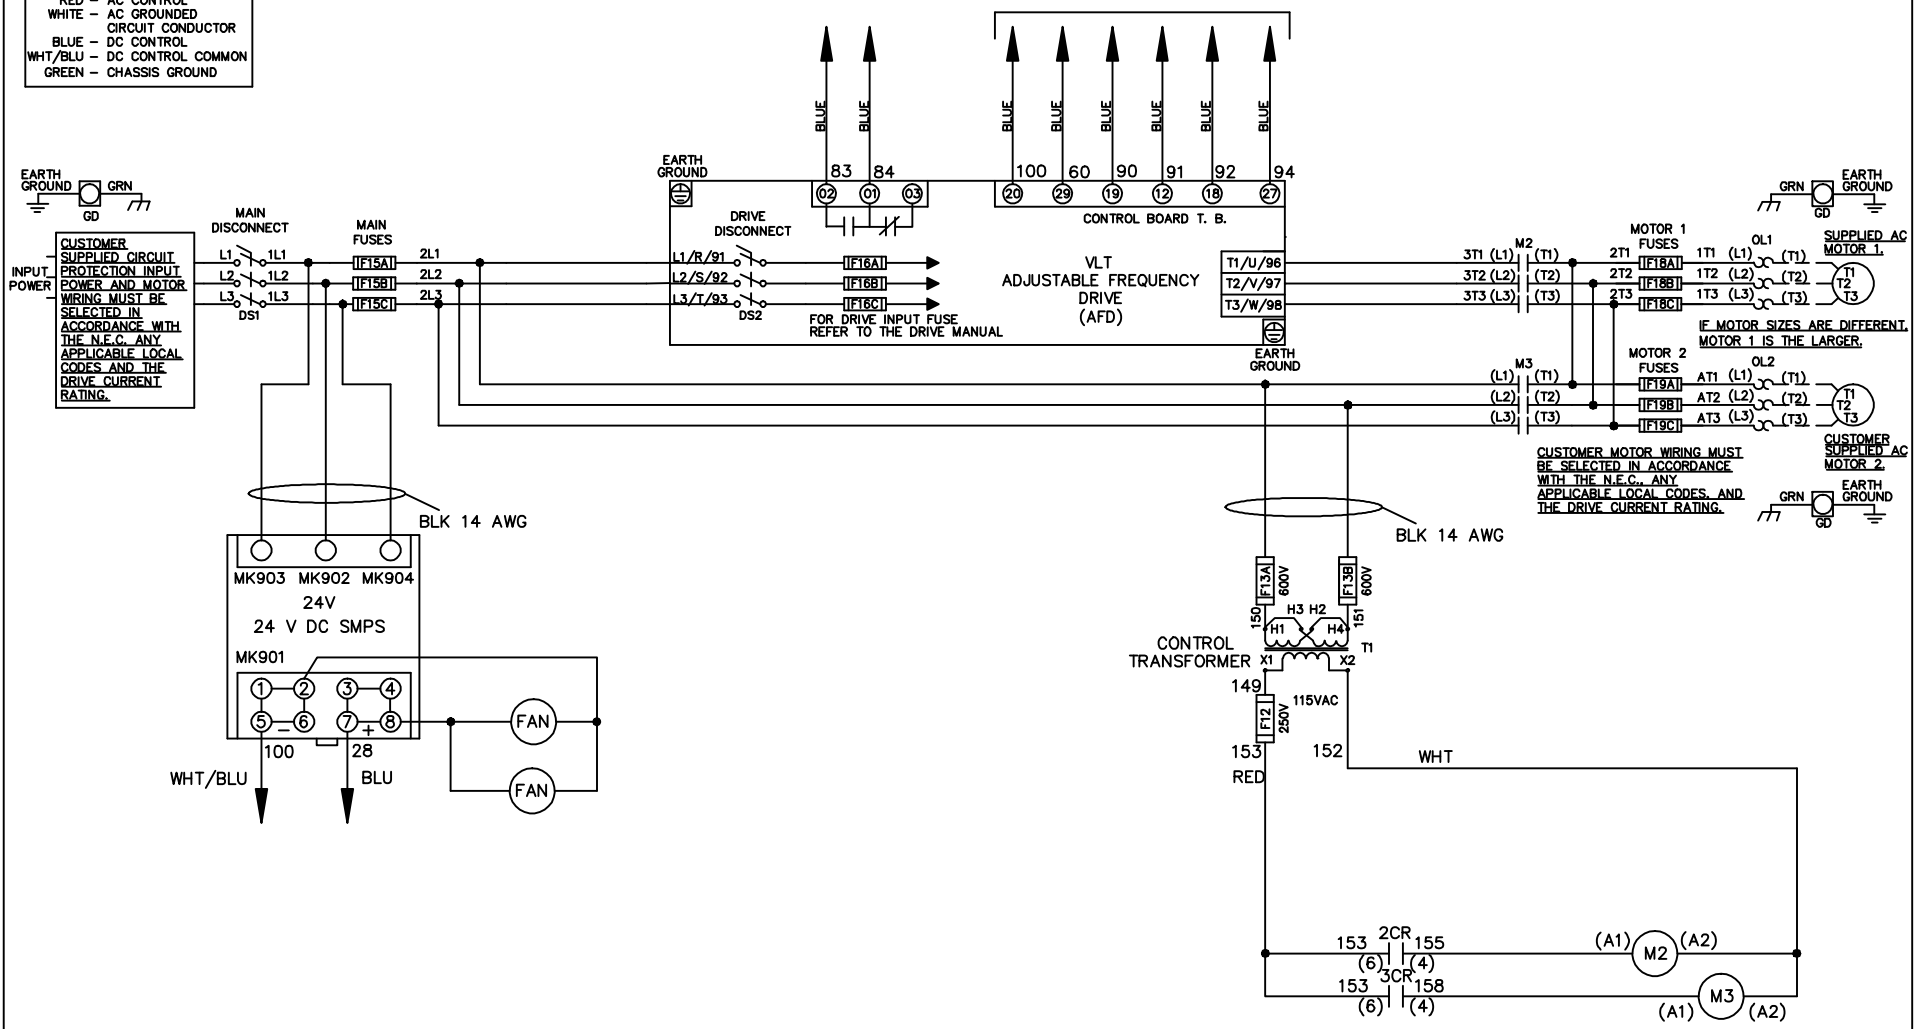 RED – AC CONTROL
WHITE – AC GROUNDED
CIRCUIT CONDUCTOR
BLUE – DC CONTROL
WHT/BLU – DC CONTROL COMMON
GREEN – CHASSIS GROUND
BLUE
BLUE
BLUE
BLUE
BLUE
BLUE
BLUE
BLUE
EARTH
GROUND
GRN
GD
EARTH
GROUND
83
84
100
60
90
91
92
94
02
01
03
20
29
19
12
18
27
CONTROL BOARD T. B.
GRN
EARTH
GROUND
GD
INPUT
POWER
CUSTOMER
SUPPLIED CIRCUIT
PROTECTION INPUT
POWER AND MOTOR
WIRING MUST BE
SELECTED IN
ACCORDANCE WITH
THE N.E.C. ANY
APPLICABLE LOCAL
CODES AND THE
DRIVE CURRENT
RATING.
MAIN
DISCONNECT
L1 1L1
L2 1L2
L3 1L3
DS1
MAIN
FUSES
F15A
F15B
F15C
2L1
2L2
2L3
L1/R/91
L2/S/92
L3/T/93
DRIVE
DISCONNECT
DS2
F16A
F16B
F16C
FOR DRIVE INPUT FUSE
REFER TO THE DRIVE MANUAL
VLT
ADJUSTABLE FREQUENCY
DRIVE
(AFD)
T1/U/96
T2/V/97
T3/W/98
EARTH
GROUND
M2
3T1 (L1) (T1)
3T2 (L2) (T2)
3T3 (L3) (T3)
2T1
2T2
2T3
MOTOR 1
FUSES
F18A
F18B
F18C
OL1
1T1 (L1) (T1)
1T2 (L2) (T2)
1T3 (L3) (T3)
SUPPLIED AC
MOTOR 1.
T1
T2
T3
IF MOTOR SIZES ARE DIFFERENT,
MOTOR 1 IS THE LARGER.
M3
(L1) (T1)
(L2) (T2)
(L3) (T3)
MOTOR 2
FUSES
F19A
F19B
F19C
OL2
AT1 (L1) (T1)
AT2 (L2) (T2)
AT3 (L3) (T3)
T1
T2
T3
CUSTOMER
SUPPLIED AC
MOTOR 2.
CUSTOMER MOTOR WIRING MUST
BE SELECTED IN ACCORDANCE
WITH THE N.E.C., ANY
APPLICABLE LOCAL CODES, AND
THE DRIVE CURRENT RATING.
GRN
EARTH
GROUND
GD
BLK 14 AWG
BLK 14 AWG
MK903 MK902 MK904
24V
24 V DC SMPS
MK901
1 2 3 4
5 – 6 7 + 8
100
28
WHT/BLU
BLU
FAN
FAN
F13A
600V
F13B
600V
150
151
H3 H2
H1
H4
T1
CONTROL
TRANSFORMER
X1
X2
149
F12
250V
115VAC
153
RED
152
WHT
2CR
153 155
(6) (4)
(A1) M2 (A2)
3CR
153 158
(6) (4)
(A1) M3 (A2)